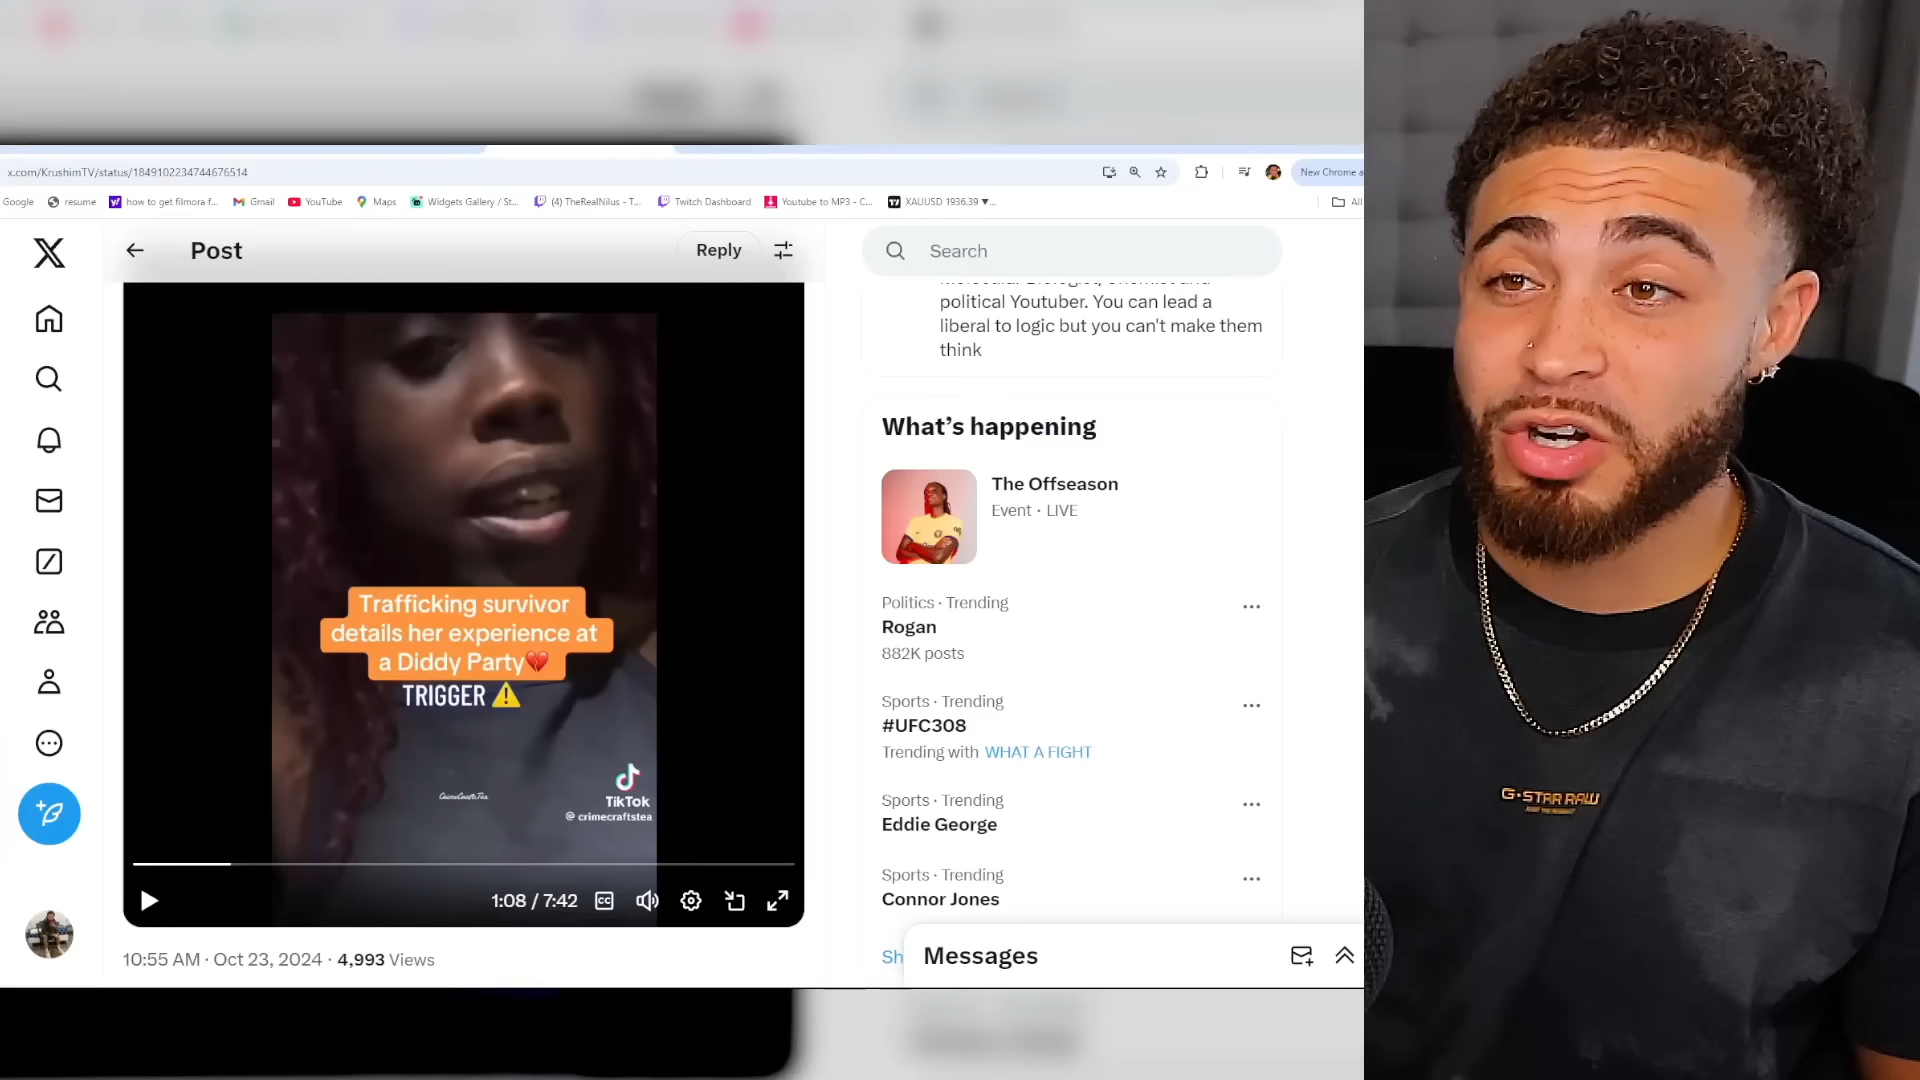 x.com/KrushimTV/status/1849102234744676514
New Chrome a
Google
resume
how to get filmora f...
Gmail
YouTube
Maps
Widgets Gallery / St...
(4) TheRealNilus - T...
Twitch Dashboard
Youtube to MP3 - C...
XAUUSD 1936.39 ▼...
All
Post
Reply
Search
political Youtuber. You can lead a
liberal to logic but you can't make them
think
What's happening
The Offseason
Event · LIVE
Politics · Trending
Rogan
882K posts
Sports · Trending
#UFC308
Trending with WHAT A FIGHT
Sports · Trending
Eddie George
Sports · Trending
Connor Jones
Sh
Messages
Trafficking survivor
details her experience at
a Diddy Party💔
TRIGGER ⚠️
CrimeCraftsTea
TikTok
@ crimecraftstea
1:08 / 7:42
CC
10:55 AM · Oct 23, 2024 · 4,993 Views
G-STAR RAW